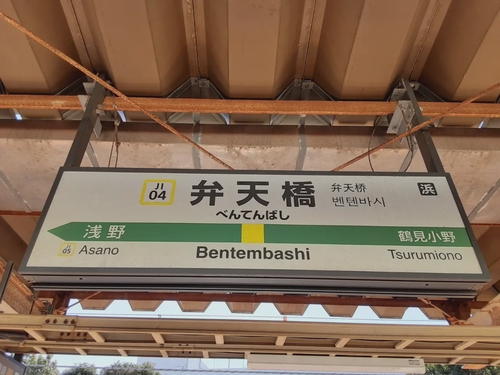 JI
04
弁天橋
弁天桥
벤텐바시
浜
べんてんばし
浅野
鶴見小野
JI
05
Asano
Bentembashi
Tsurumiono